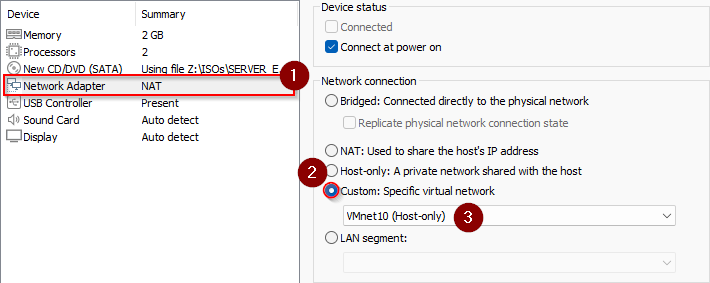 Device Summary
Memory 2 GB
Processors 2
New CD/DVD (SATA) Using file Z:\ISOs\SERVER_E...
Network Adapter NAT
USB Controller Present
Sound Card Auto detect
Display Auto detect
1
Device status
Connected
Connect at power on
Network connection
Bridged: Connected directly to the physical network
Replicate physical network connection state
NAT: Used to share the host's IP address
2
Host-only: A private network shared with the host
Custom: Specific virtual network
VMnet10 (Host-only)
3
LAN segment: